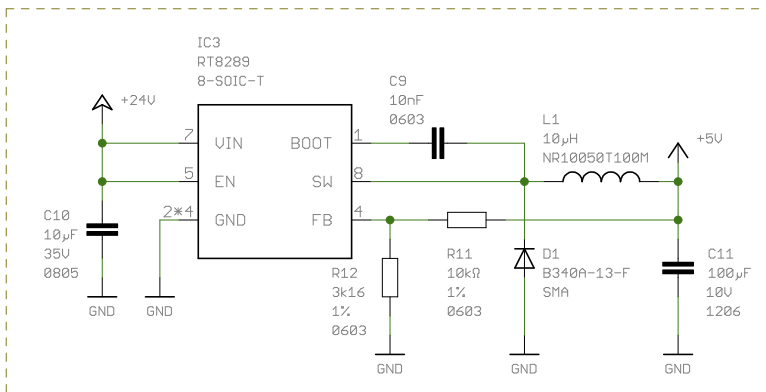 IC3
RT8289
8-SOIC-T
C9
10nF
0603
+24V
L1
10µH
NR10050T100M
+5V
7
VIN
BOOT
1
5
EN
SW
8
2*4
GND
FB
4
C10
10µF
35V
0805
R12
3k16
1%
0603
R11
10kΩ
1%
0603
D1
B340A-13-F
SMA
C11
100µF
10V
1206
GND
GND
GND
GND
GND